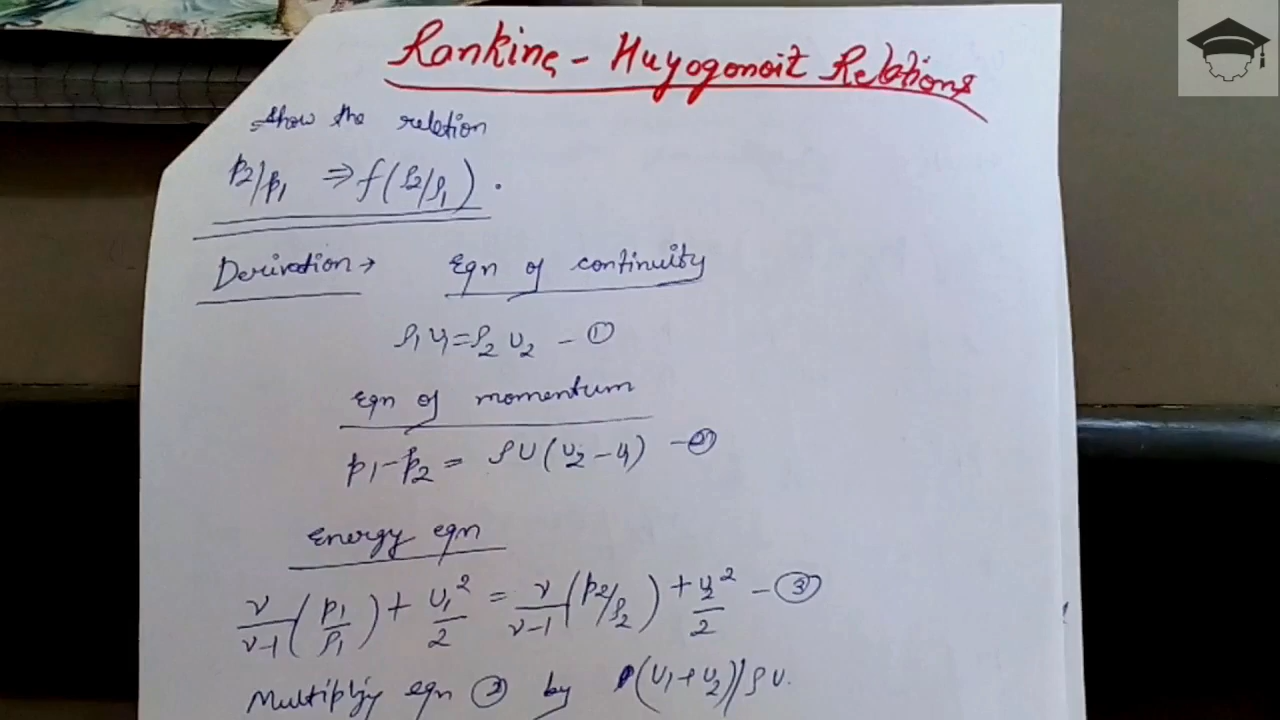 Rankine - Huyogonoit Relations
Show the relation
p2/p1 ⇒ f(ρ2/ρ1).
Derivation → Eqn of continuity
ρ1 u1 = ρ2 u2 - ①
Eqn of momentum
p1 - p2 = ρu(u2 - u1) - ②
Energy eqn
γ/γ-1 (p1/ρ1) + u1²/2 = γ/γ-1 (p2/ρ2) + u2²/2 - ③
Multiplying eqn ② by (u1+u2)/ρu.